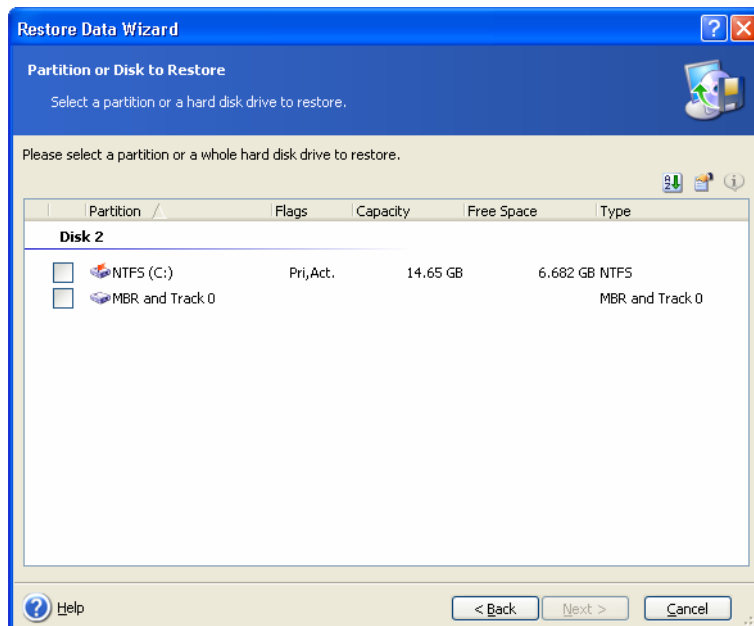 Restore Data Wizard
Partition or Disk to Restore
Select a partition or a hard disk drive to restore.
Please select a partition or a whole hard disk drive to restore.
Partition Flags Capacity Free Space Type
Disk 2
NTFS (C:) Pri,Act. 14.65 GB 6.682 GB NTFS
MBR and Track 0 MBR and Track 0
Help < Back Next > Cancel